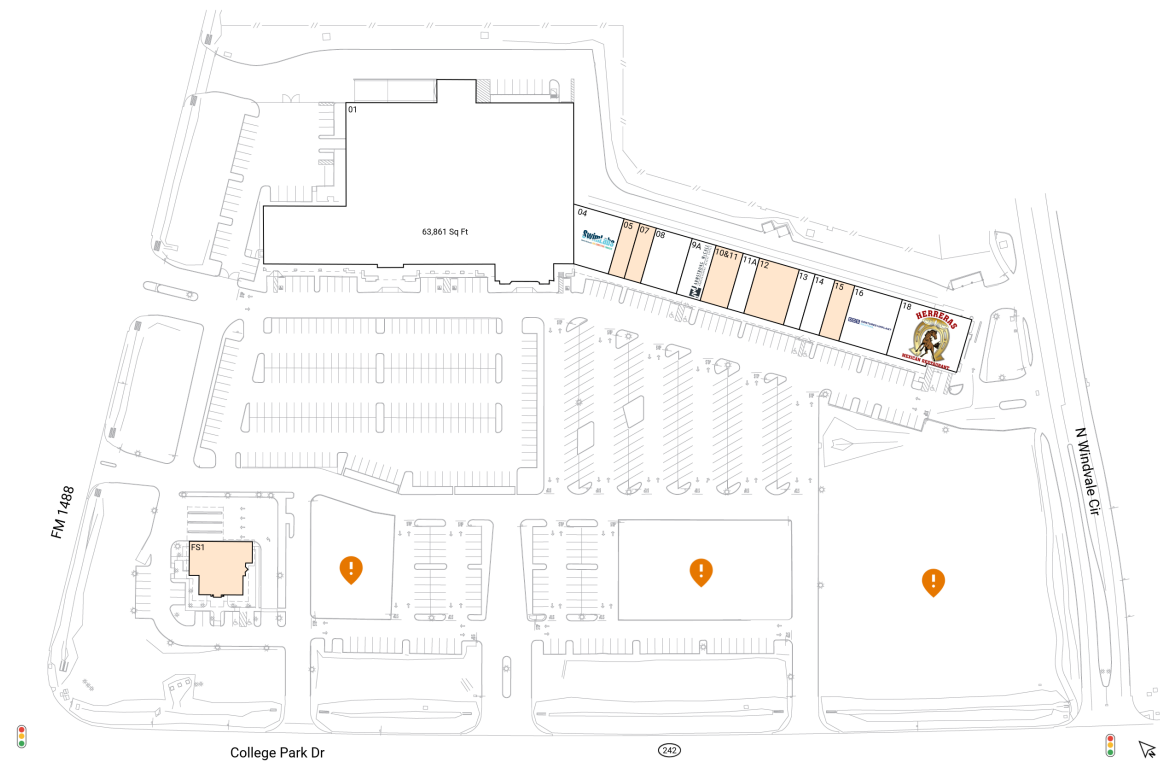 01
63,861 Sq Ft
04
SwimLabs
05
07
08
9A
10&11
11A
12
13
14
15
16
18
HERRERAS
MEXICAN RESTAURANT
FM 1488
FS1
N Windvale Cir
College Park Dr
242